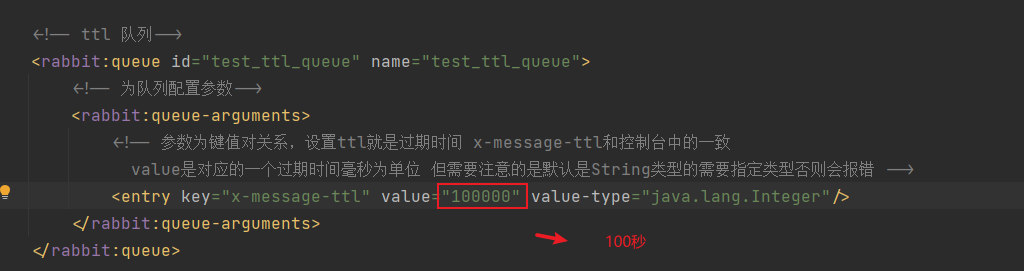 <!-- ttl 队列-->
<rabbit:queue id="test_ttl_queue" name="test_ttl_queue">
<!-- 为队列配置参数-->
<rabbit:queue-arguments>
<!-- 参数为键值对关系，设置ttl就是过期时间 x-message-ttl和控制台中的一致
value是对应的一个过期时间毫秒为单位 但需要注意的是默认是String类型的需要指定类型否则会报错 -->
<entry key="x-message-ttl" value="100000" value-type="java.lang.Integer"/>
</rabbit:queue-arguments>
100秒
</rabbit:queue>